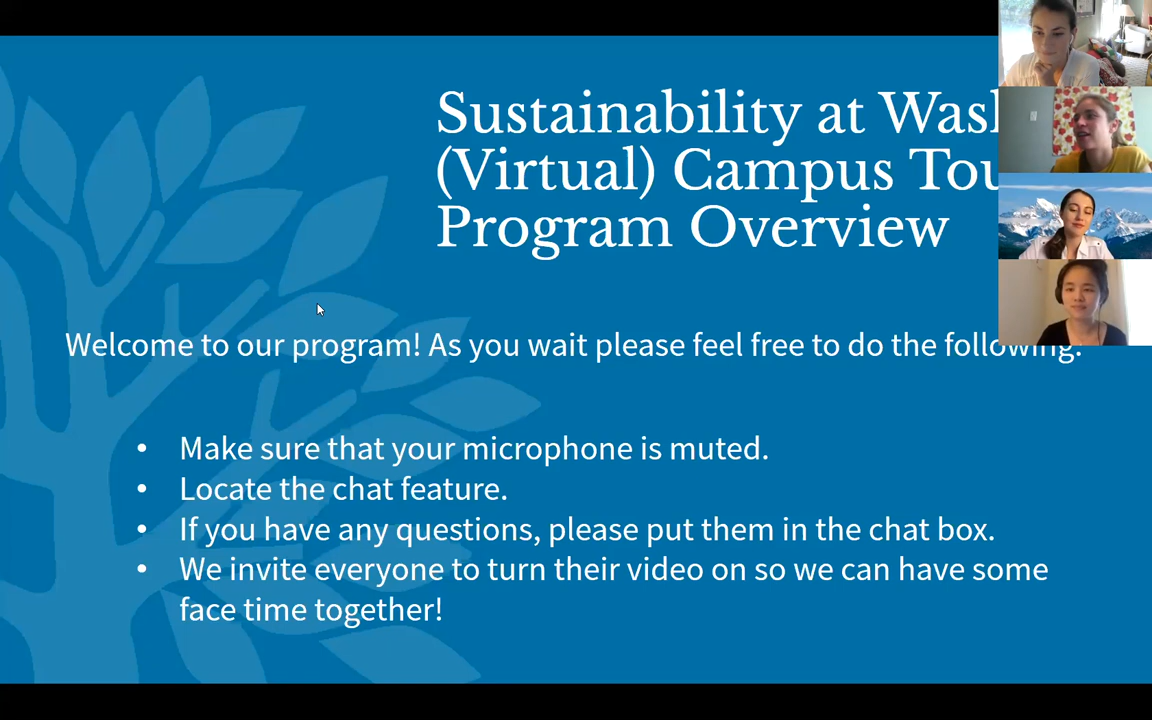 Sustainability at
(Virtual) Campus
Program Overview
Welcome to our program! As you wait please feel free to do the following:
• Make sure that your microphone is muted.
• Locate the chat feature.
• If you have any questions, please put them in the chat box.
• We invite everyone to turn their video on so we can have some
face time together!